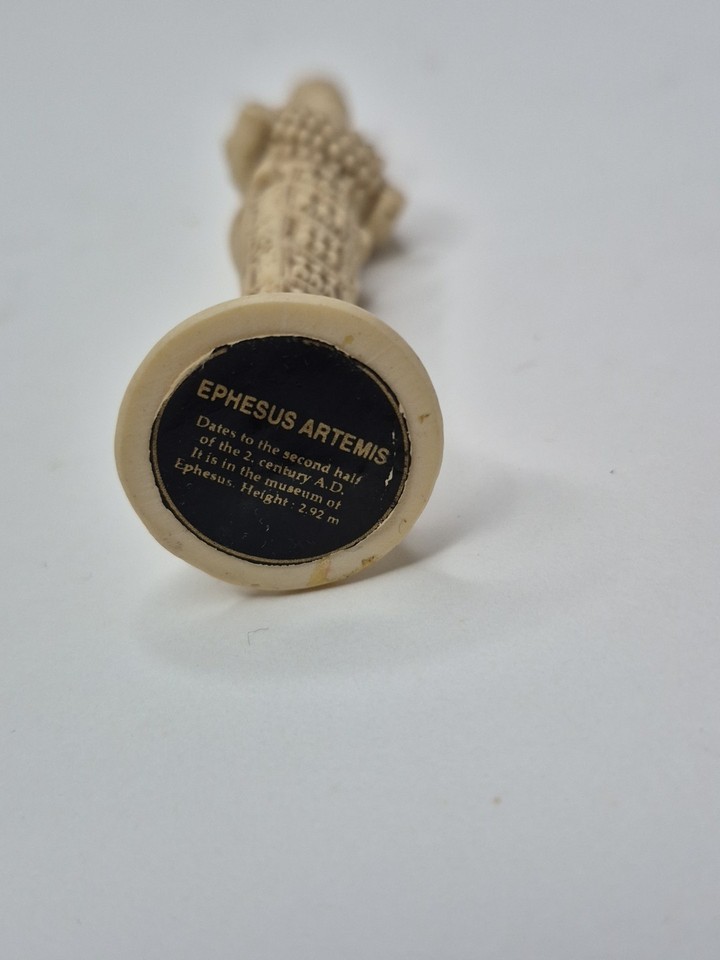 EPHESUS ARTEMIS
Dates to the second half
of the 2. century A.D.
It is in the museum of
Ephesus. Height : 2.92 m